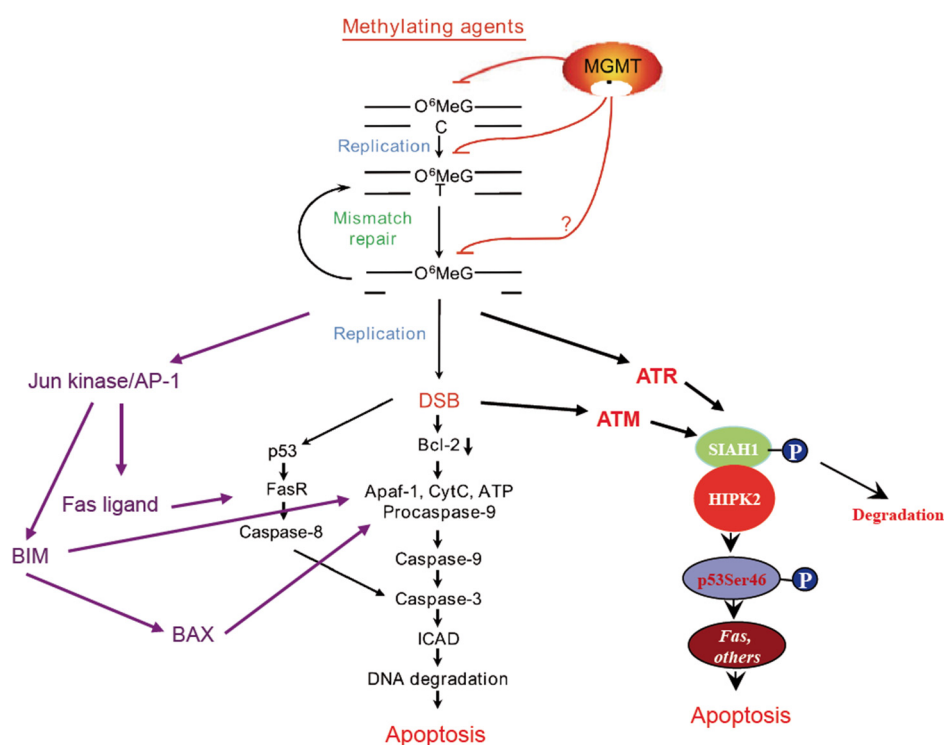 Methylating agents
MGMT
O⁶MeG
C
Replication
O⁶MeG
T
Mismatch
repair
?
O⁶MeG
Replication
Jun kinase/AP-1
ATR
DSB
ATM
p53
Bcl-2
SIAH1
P
FasR
Fas ligand
Apaf-1, CytC, ATP
Procaspase-9
HIPK2
Degradation
Caspase-8
BIM
Caspase-9
p53Ser46
P
Caspase-3
BAX
ICAD
Fas,
others
DNA degradation
Apoptosis
Apoptosis